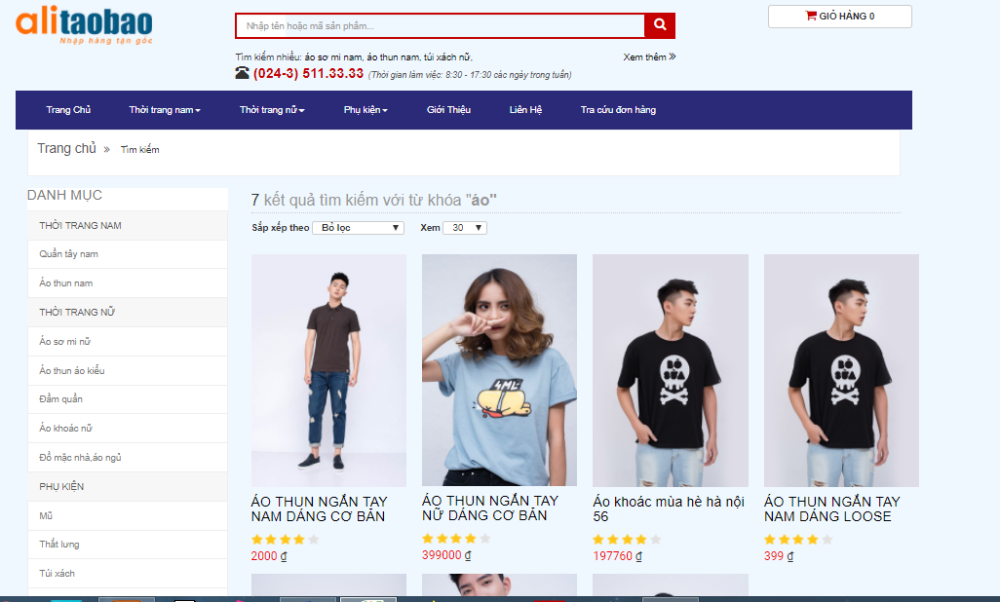 alitaobao
Nhập hàng tận gốc
Nhập tên hoặc mã sản phẩm...
GIỎ HÀNG 0
Tìm kiếm nhiều: áo sơ mi nam, áo thun nam, túi xách nữ,
Xem thêm »
(024-3) 511.33.33 (Thời gian làm việc: 8:30 - 17:30 các ngày trong tuần)
Trang Chủ Thời trang nam Thời trang nữ Phụ kiện Giới Thiệu Liên Hệ Tra cứu đơn hàng
Trang chủ » Tìm kiếm
DANH MỤC
THỜI TRANG NAM
Quần tây nam
Áo thun nam
THỜI TRANG NỮ
Áo sơ mi nữ
Áo thun áo kiểu
Đầm quần
Áo khoác nữ
Đồ mặc nhà,áo ngủ
PHỤ KIỆN
Mũ
Thắt lưng
Túi xách
7 kết quả tìm kiếm với từ khóa "áo"
Sắp xếp theo Bỏ lọc Xem 30
SML
BÒ
SỮA
BÒ
SỮA
ÁO THUN NGẮN TAY
NAM DÁNG CƠ BẢN
2000 ₫
ÁO THUN NGẮN TAY
NỮ DÁNG CƠ BẢN
399000 ₫
Áo khoác mùa hè hà nội
56
197760 ₫
ÁO THUN NGẮN TAY
NAM DÁNG LOOSE
399 ₫